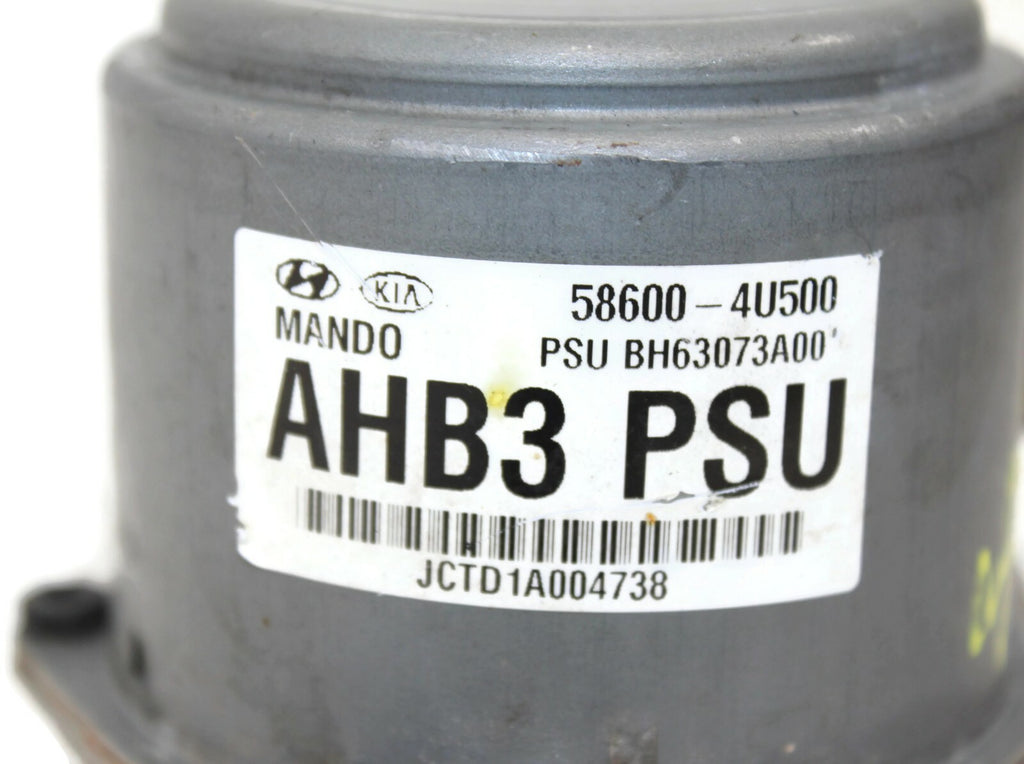 KIA
58600-4U500
MANDO
PSU BH63073A00
AHB3 PSU
JCTD1A004738